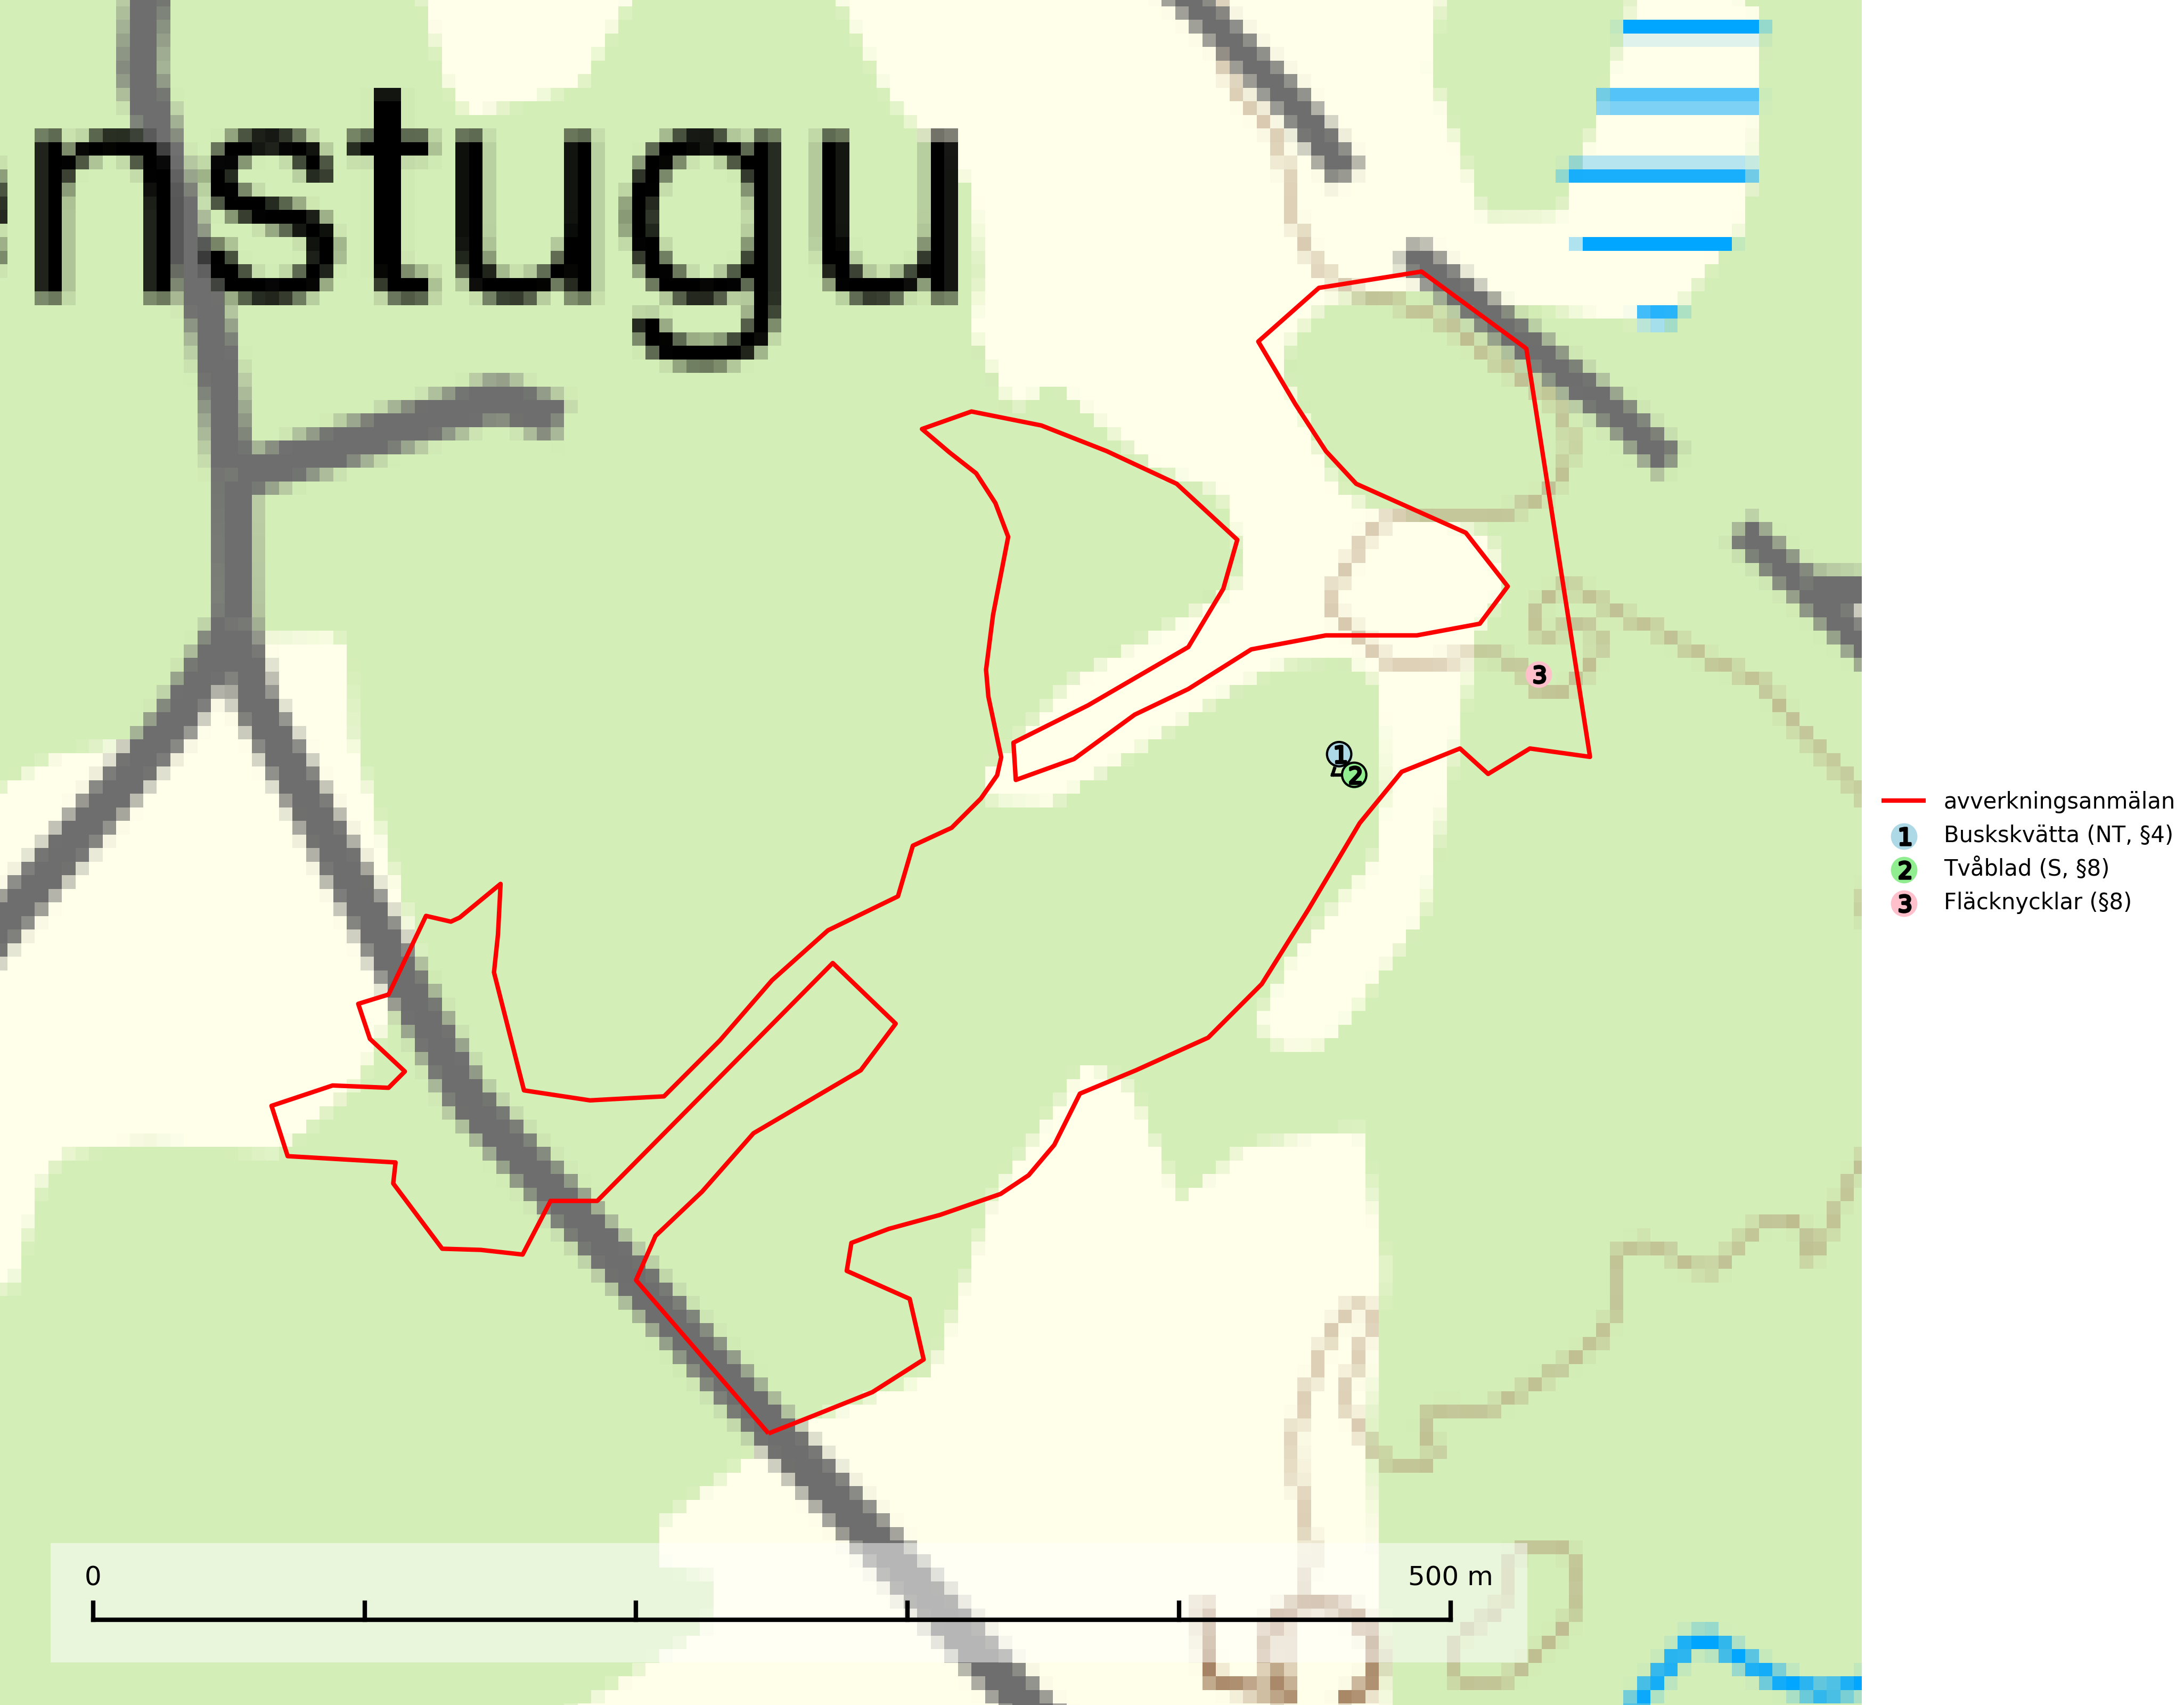 nstugu
1
2
3
avverkningsanmälan
1 Buskskvätta (NT, §4)
2 Tvåblad (S, §8)
3 Fläcknycklar (§8)
0 500 m